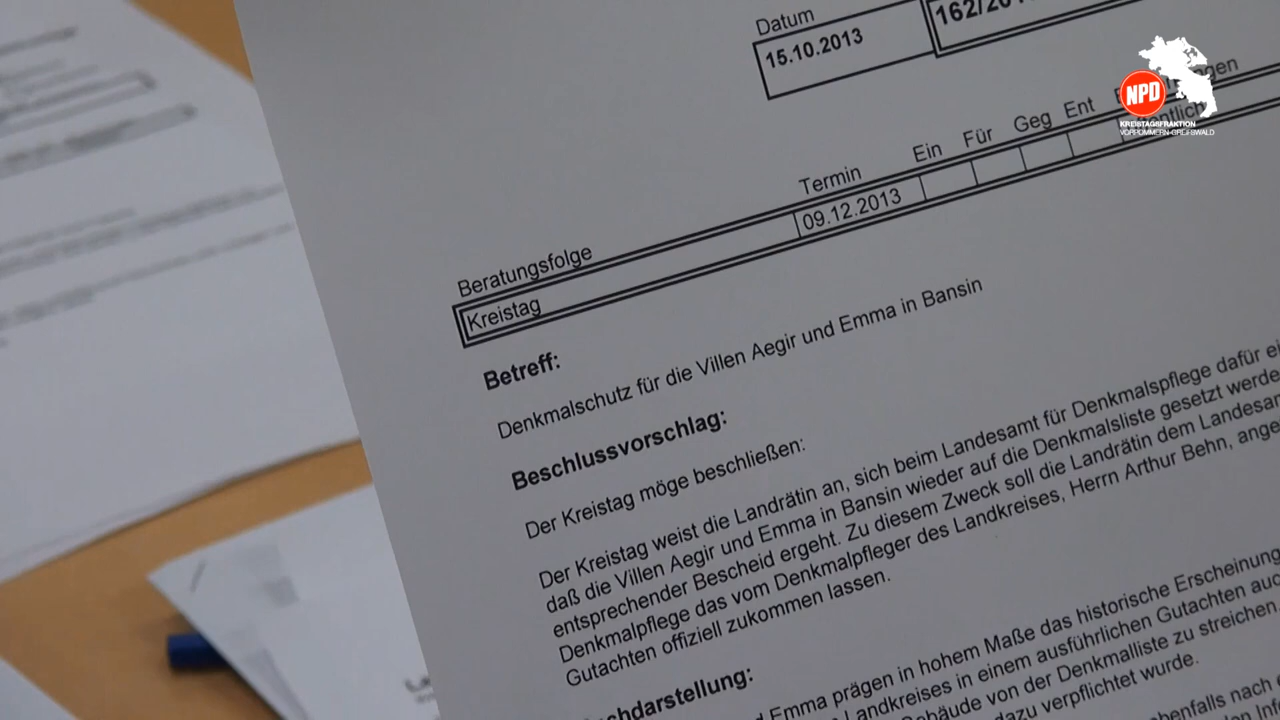 Datum
15.10.2013
NPD
KREISTAGSFRAKTION
VORPOMMERN-GREIFSWALD
Termin Ein Für Geg Ent
09.12.2013
Beratungsfolge
Kreistag
Betreff:
Denkmalschutz für die Villen Aegir und Emma in Bansin
Beschlussvorschlag:
Der Kreistag möge beschließen:
Der Kreistag weist die Landrätin an, sich beim Landesamt für Denkmalspflege dafür
daß die Villen Aegir und Emma in Bansin wieder auf die Denkmalsliste gesetzt
entsprechender Bescheid ergeht. Zu diesem Zweck soll die Landrätin dem
Denkmalpflege das vom Denkmalpfleger des Landkreises, Herrn Arthur Behn,
Gutachten offiziell zukommen lassen.
Emma prägen in hohem Maße das historische
Landkreises in einem ausführlichen Gutachten
Gebäude von der Denkmalliste zu streichen
dazu verpflichtet wurde.